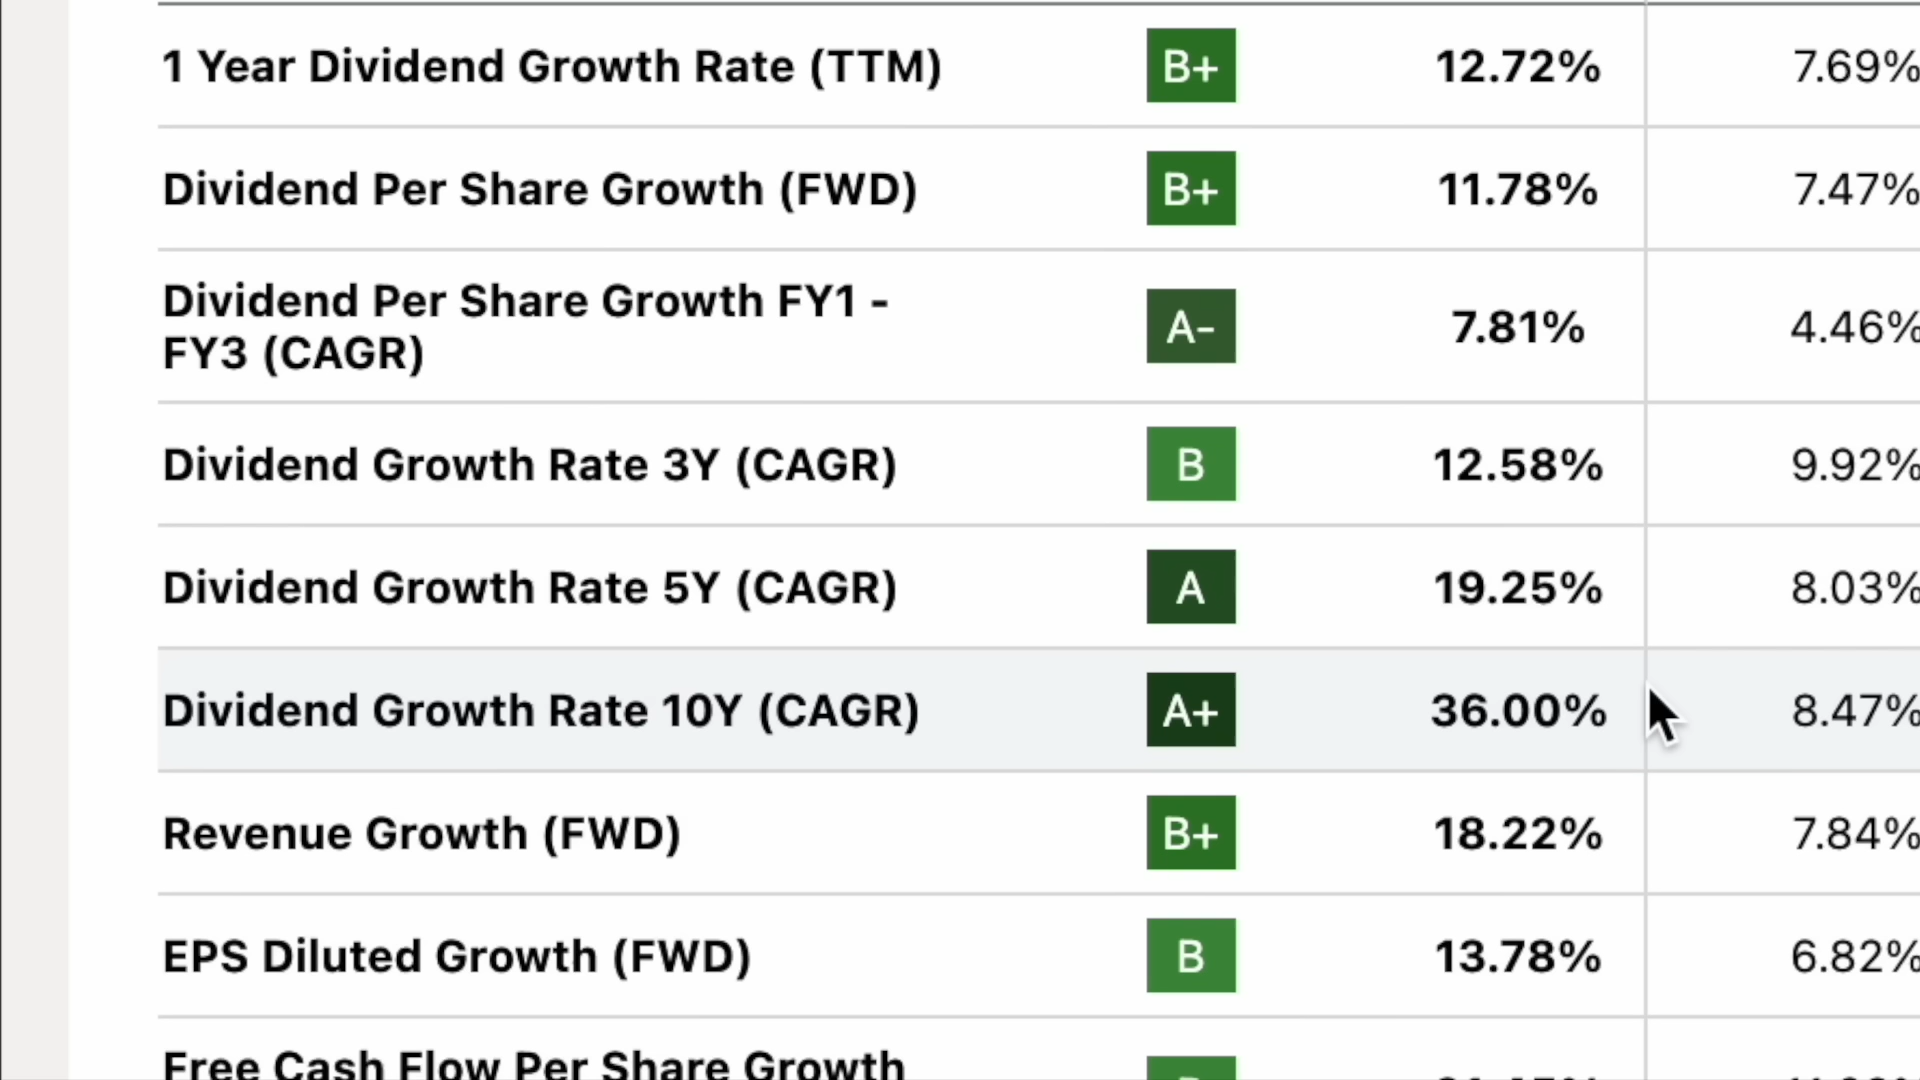 1 Year Dividend Growth Rate (TTM) B+ 12.72% 7.69%
Dividend Per Share Growth (FWD) B+ 11.78% 7.47%
Dividend Per Share Growth FY1 -
FY3 (CAGR) A- 7.81% 4.46%
Dividend Growth Rate 3Y (CAGR) B 12.58% 9.92%
Dividend Growth Rate 5Y (CAGR) A 19.25% 8.03%
Dividend Growth Rate 10Y (CAGR) A+ 36.00% 8.47%
Revenue Growth (FWD) B+ 18.22% 7.84%
EPS Diluted Growth (FWD) B 13.78% 6.82%
Free Cash Flow Per Share Growth